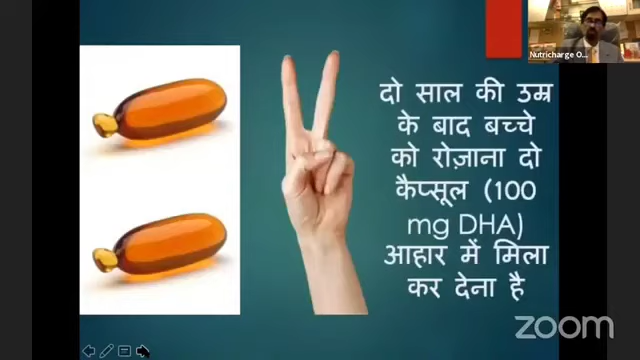 Nutricharge O...
दो साल की उम्र
के बाद बच्चे
को रोज़ाना दो
कैप्सूल (100
mg DHA)
आहार में मिला
कर देना है
zoom